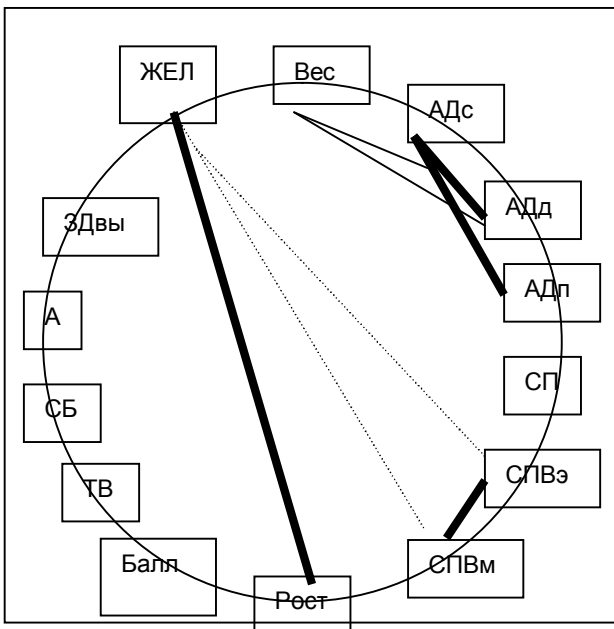 ЖЕЛ
Вес
АДс
АДд
АДп
СП
СПВэ
СПВм
Рост
Балл
ТВ
СБ
А
ЗДвы